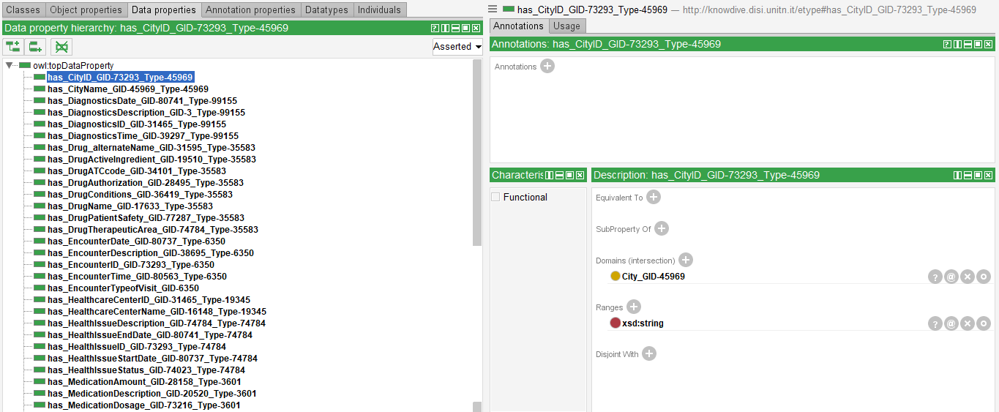 Classes Object properties Data properties Annotation properties Datatypes Individuals
Data property hierarchy: has_CityID_GID-73293_Type-45969
Asserted
owl:topDataProperty
has_CityID_GID-73293_Type-45969
has_CityName_GID-45969_Type-45969
has_DiagnosticsDate_GID-80741_Type-99155
has_DiagnosticsDescription_GID-3_Type-99155
has_DiagnosticsID_GID-31465_Type-99155
has_DiagnosticsTime_GID-39297_Type-99155
has_Drug_alternateName_GID-31595_Type-35583
has_DrugActiveIngredient_GID-19510_Type-35583
has_DrugATCcode_GID-34101_Type-35583
has_DrugAuthorization_GID-28495_Type-35583
has_DrugConditions_GID-36419_Type-35583
has_DrugName_GID-17633_Type-35583
has_DrugPatientSafety_GID-77287_Type-35583
has_DrugTherapeuticArea_GID-74784_Type-35583
has_EncounterDate_GID-80737_Type-6350
has_EncounterDescription_GID-38695_Type-6350
has_EncounterID_GID-73293_Type-6350
has_EncounterTime_GID-80563_Type-6350
has_EncounterTypeofVisit_GID-6350
has_HealthcareCenterID_GID-31465_Type-19345
has_HealthcareCenterName_GID-16148_Type-19345
has_HealthIssueDescription_GID-74784_Type-74784
has_HealthIssueEndDate_GID-80741_Type-74784
has_HealthIssueID_GID-73293_Type-74784
has_HealthIssueStartDate_GID-80737_Type-74784
has_HealthIssueStatus_GID-74023_Type-74784
has_MedicationAmount_GID-28158_Type-3601
has_MedicationDescription_GID-20520_Type-3601
has_MedicationDosage_GID-73216_Type-3601
has_CityID_GID-73293_Type-45969 — http://knowdive.disi.unitn.it/etype#has_CityID_GID-73293_Type-45969
Annotations Usage
Annotations: has_CityID_GID-73293_Type-45969
Annotations
Characteris
Functional
Description: has_CityID_GID-73293_Type-45969
Equivalent To
SubProperty Of
Domains (intersection)
City_GID-45969
Ranges
xsd:string
Disjoint With